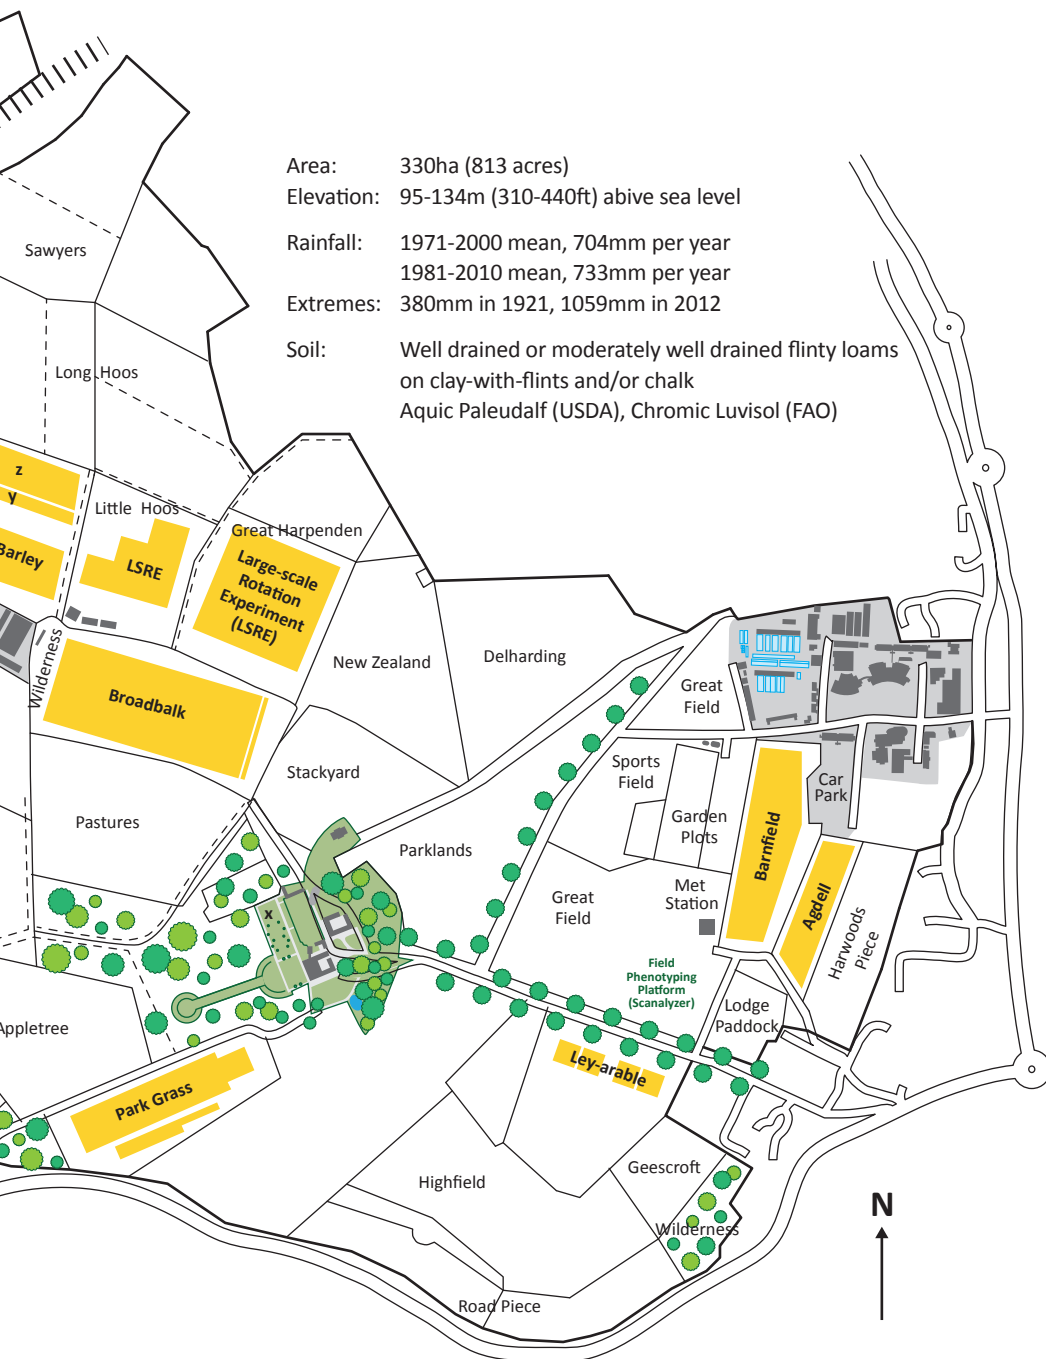 Area: 330ha (813 acres)
Elevation: 95-134m (310-440ft) abive sea level
Rainfall: 1971-2000 mean, 704mm per year
1981-2010 mean, 733mm per year
Extremes: 380mm in 1921, 1059mm in 2012
Soil: Well drained or moderately well drained flinty loams
on clay-with-flints and/or chalk
Aquic Paleudalf (USDA), Chromic Luvisol (FAO)
Sawyers
Long Hoos
z
y
Little Hoos
Barley
LSRE
Great Harpenden
Large-scale
Rotation
Experiment
(LSRE)
Wilderness
Broadbalk
New Zealand
Delharding
Great
Field
Stackyard
Sports
Field
Car
Park
Pastures
Garden
Plots
Parklands
Barnfield
Met
Station
Agdell
Great
Field
x
Harwoods
Piece
Field
Phenotyping
Platform
(Scanalyzer)
Lodge
Paddock
Appletree
Ley-arable
Park Grass
Highfield
Geescroft
Wilderness
N
Road Piece